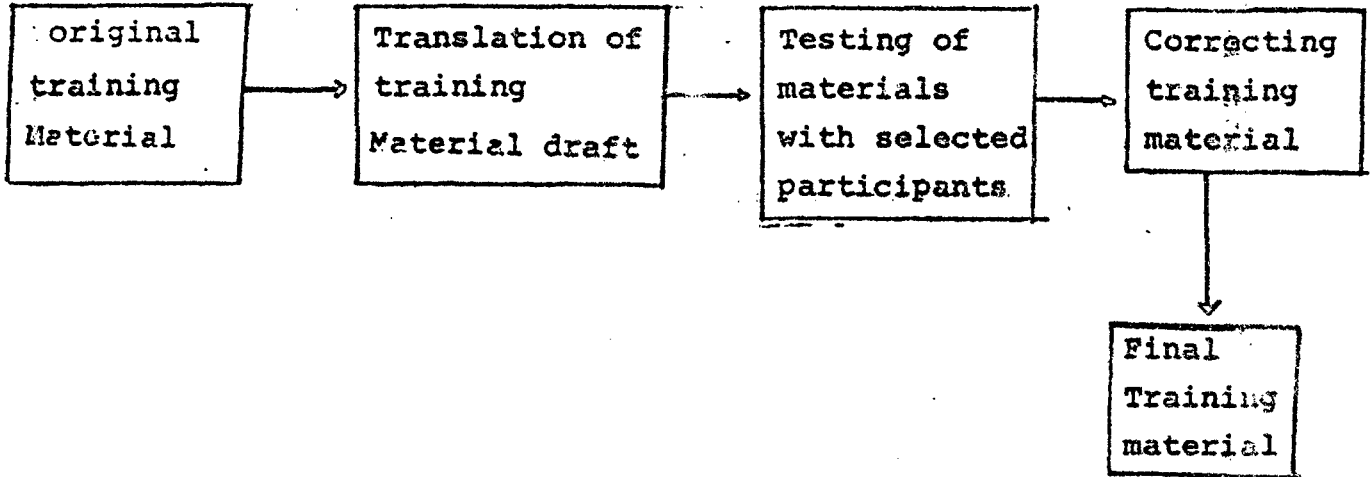 original
training
Material
Translation of
training
Material draft
Testing of
materials
with selected
participants
Correcting
training
material
Final
Training
material